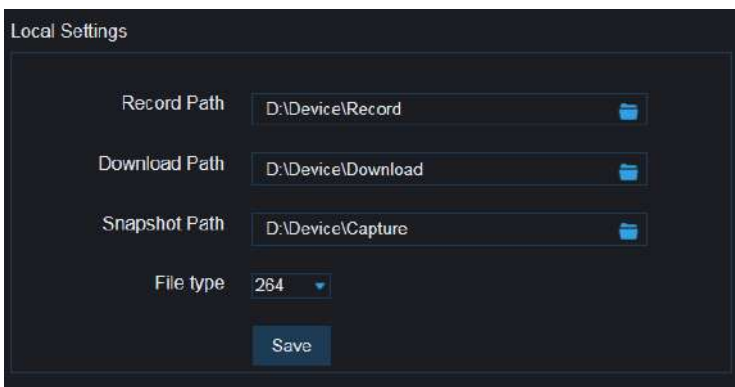 Local Settings
Record Path D:\Device\Record
Download Path D:\Device\Download
Snapshot Path D:\Device\Capture
File type 264
Save